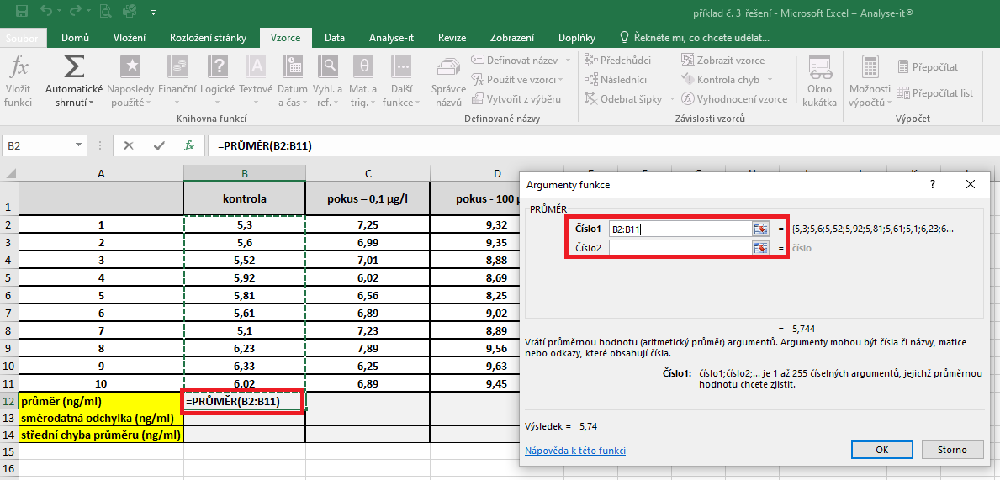 příklad č. 3_řešení - Microsoft Excel + Analyse-it®
Soubor Domů Vložení Rozložení stránky Vzorce Data Analyse-it Revize Zobrazení Doplňky Řekněte mi, co chcete udělat...
Vložit funkci
Automatické shrnutí
Naposledy použité
Finanční
Logické
Textové
Datum a čas
Vyhl. a ref.
Mat. a trig.
Další funkce
Knihovna funkcí
Správce názvů
Definovat název
Použít ve vzorci
Vytvořit z výběru
Definované názvy
Předchůdci
Následníci
Odebrat šipky
Zobrazit vzorce
Kontrola chyb
Vyhodnocení vzorce
Závislosti vzorců
Okno kukátka
Možnosti výpočtů
Přepočítat
Přepočítat list
Výpočet
B2 fx =PRŮMĚR(B2:B11)
A B C D
1 kontrola pokus – 0,1 µg/l pokus - 100
2 1 5,3 7,25 9,32
3 2 5,6 6,99 9,35
4 3 5,52 7,01 8,88
5 4 5,92 6,02 8,69
6 5 5,81 6,56 8,25
7 6 5,61 6,89 9,02
8 7 5,1 7,23 8,89
9 8 6,23 7,89 9,56
10 9 6,33 6,25 9,63
11 10 6,02 6,89 9,45
12 průměr (ng/ml) =PRŮMĚR(B2:B11)
13 směrodatná odchylka (ng/ml)
14 střední chyba průměru (ng/ml)
15
16
Argumenty funkce ?
PRŮMĚR
Číslo1 B2:B11 = {5,3;5,6;5,52;5,92;5,81;5,61;5,1;6,23;6...
Číslo2 = číslo
= 5,744
Vrátí průměrnou hodnotu (aritmetický průměr) argumentů. Argumenty mohou být čísla či názvy, matice
nebo odkazy, které obsahují čísla.
Číslo1: číslo1;číslo2;... je 1 až 255 číselných argumentů, jejichž průměrnou
hodnotu chcete zjistit.
Výsledek = 5,74
Nápověda k této funkci
OK Storno